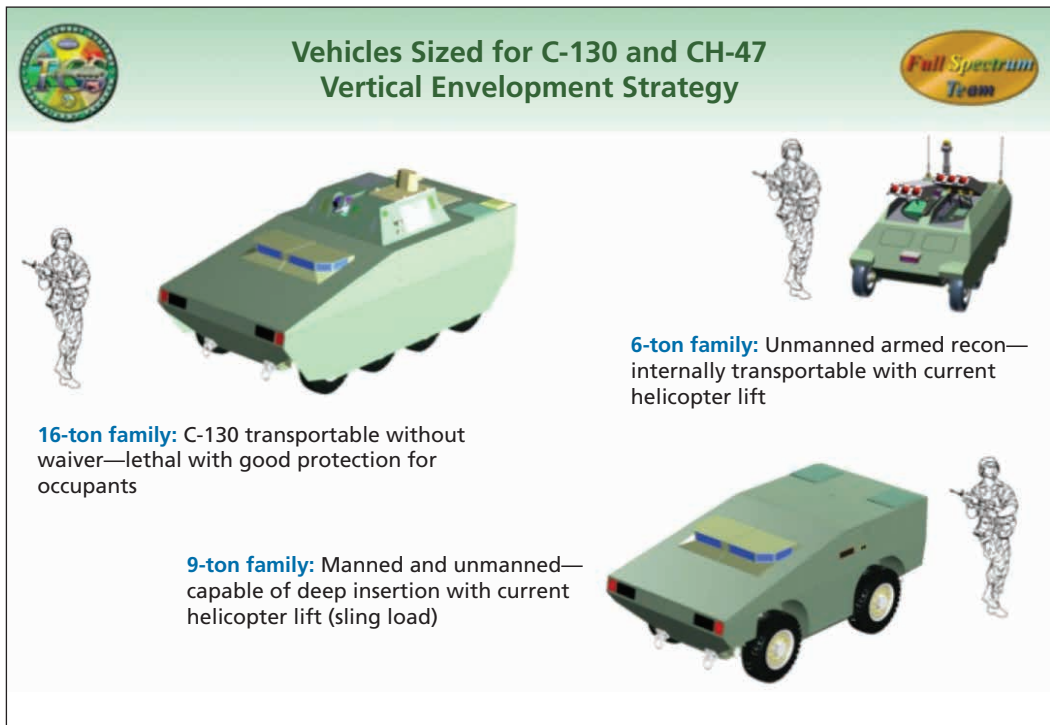 Vehicles Sized for C-130 and CH-47
Vertical Envelopment Strategy
FCS
Full Spectrum
Team
6-ton family: Unmanned armed recon—
internally transportable with current
helicopter lift
16-ton family: C-130 transportable without
waiver—lethal with good protection for
occupants
9-ton family: Manned and unmanned—
capable of deep insertion with current
helicopter lift (sling load)